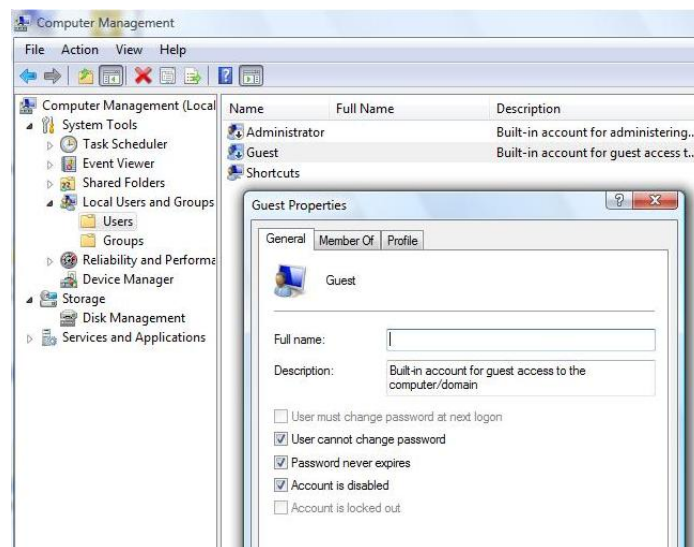 Computer Management
File Action View Help
Computer Management (Local
System Tools
Task Scheduler
Event Viewer
Shared Folders
Local Users and Groups
Users
Groups
Reliability and Performa
Device Manager
Storage
Disk Management
Services and Applications
Name Full Name Description
Administrator Built-in account for administering..
Guest Built-in account for guest access t..
Shortcuts
Guest Properties
General Member Of Profile
Guest
Full name:
Description: Built-in account for guest access to the
computer/domain
User must change password at next logon
User cannot change password
Password never expires
Account is disabled
Account is locked out